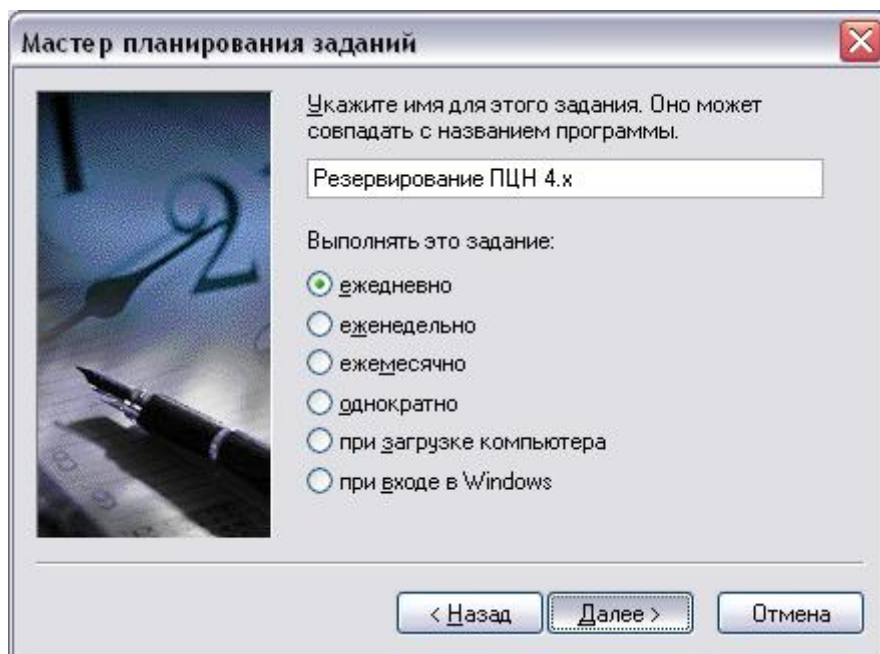 Мастер планирования заданий
Укажите имя для этого задания. Оно может
совпадать с названием программы.
Резервирование ПЦН 4.x
Выполнять это задание:
ежедневно
еженедельно
ежемесячно
однократно
при загрузке компьютера
при входе в Windows
< Назад
Далее >
Отмена